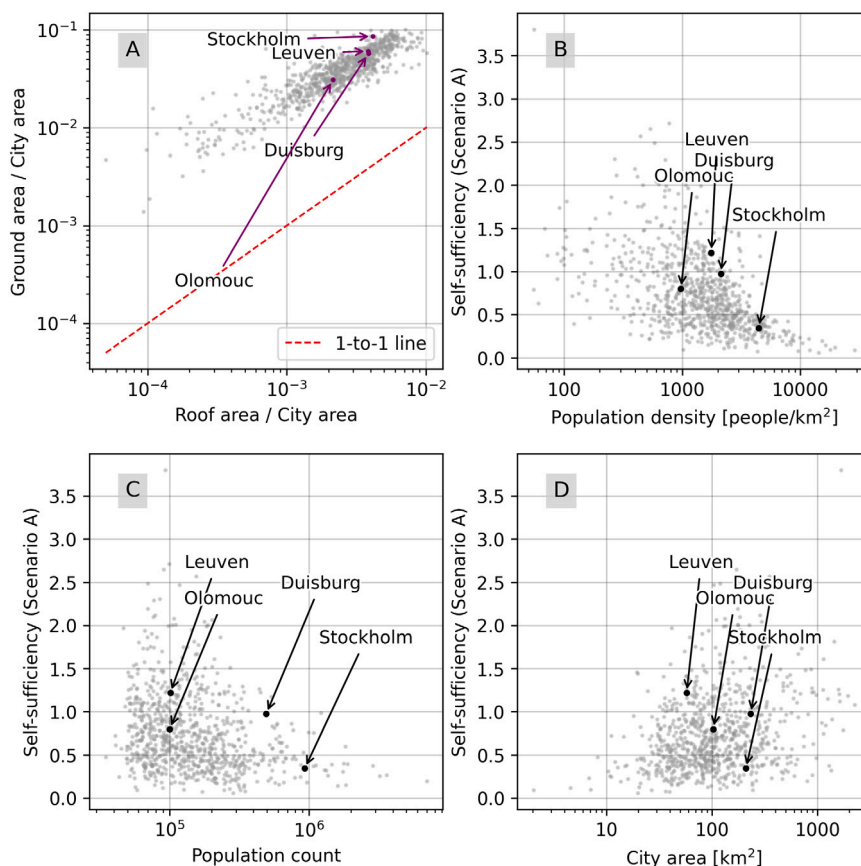 A
Stockholm
Leuven
Duisburg
Olomouc
1-to-1 line
10⁻¹
10⁻²
10⁻³
10⁻⁴
Ground area / City area
10⁻⁴ 10⁻³ 10⁻²
Roof area / City area
B
Leuven
Duisburg
Olomouc
Stockholm
3.5
3.0
2.5
2.0
1.5
1.0
0.5
0.0
Self-sufficiency (Scenario A)
100 1000 10000
Population density [people/km²]
C
Leuven
Duisburg
Olomouc
Stockholm
3.5
3.0
2.5
2.0
1.5
1.0
0.5
0.0
Self-sufficiency (Scenario A)
10⁵ 10⁶
Population count
D
Leuven
Duisburg
Olomouc
Stockholm
3.5
3.0
2.5
2.0
1.5
1.0
0.5
0.0
Self-sufficiency (Scenario A)
10 100 1000
City area [km²]